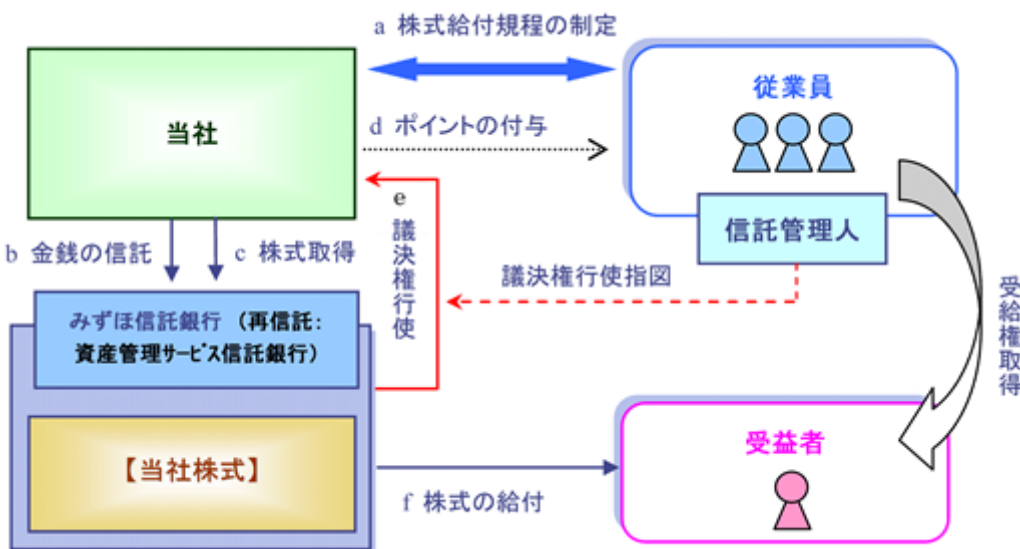 a 株式給付規程の制定
当社
従業員
d ポイントの付与
e 議決権行使
信託管理人
b 金銭の信託
c 株式取得
議決権行使指図
受給権取得
みずほ信託銀行 (再信託:
資産管理サービス信託銀行)
【当社株式】
受益者
f 株式の給付